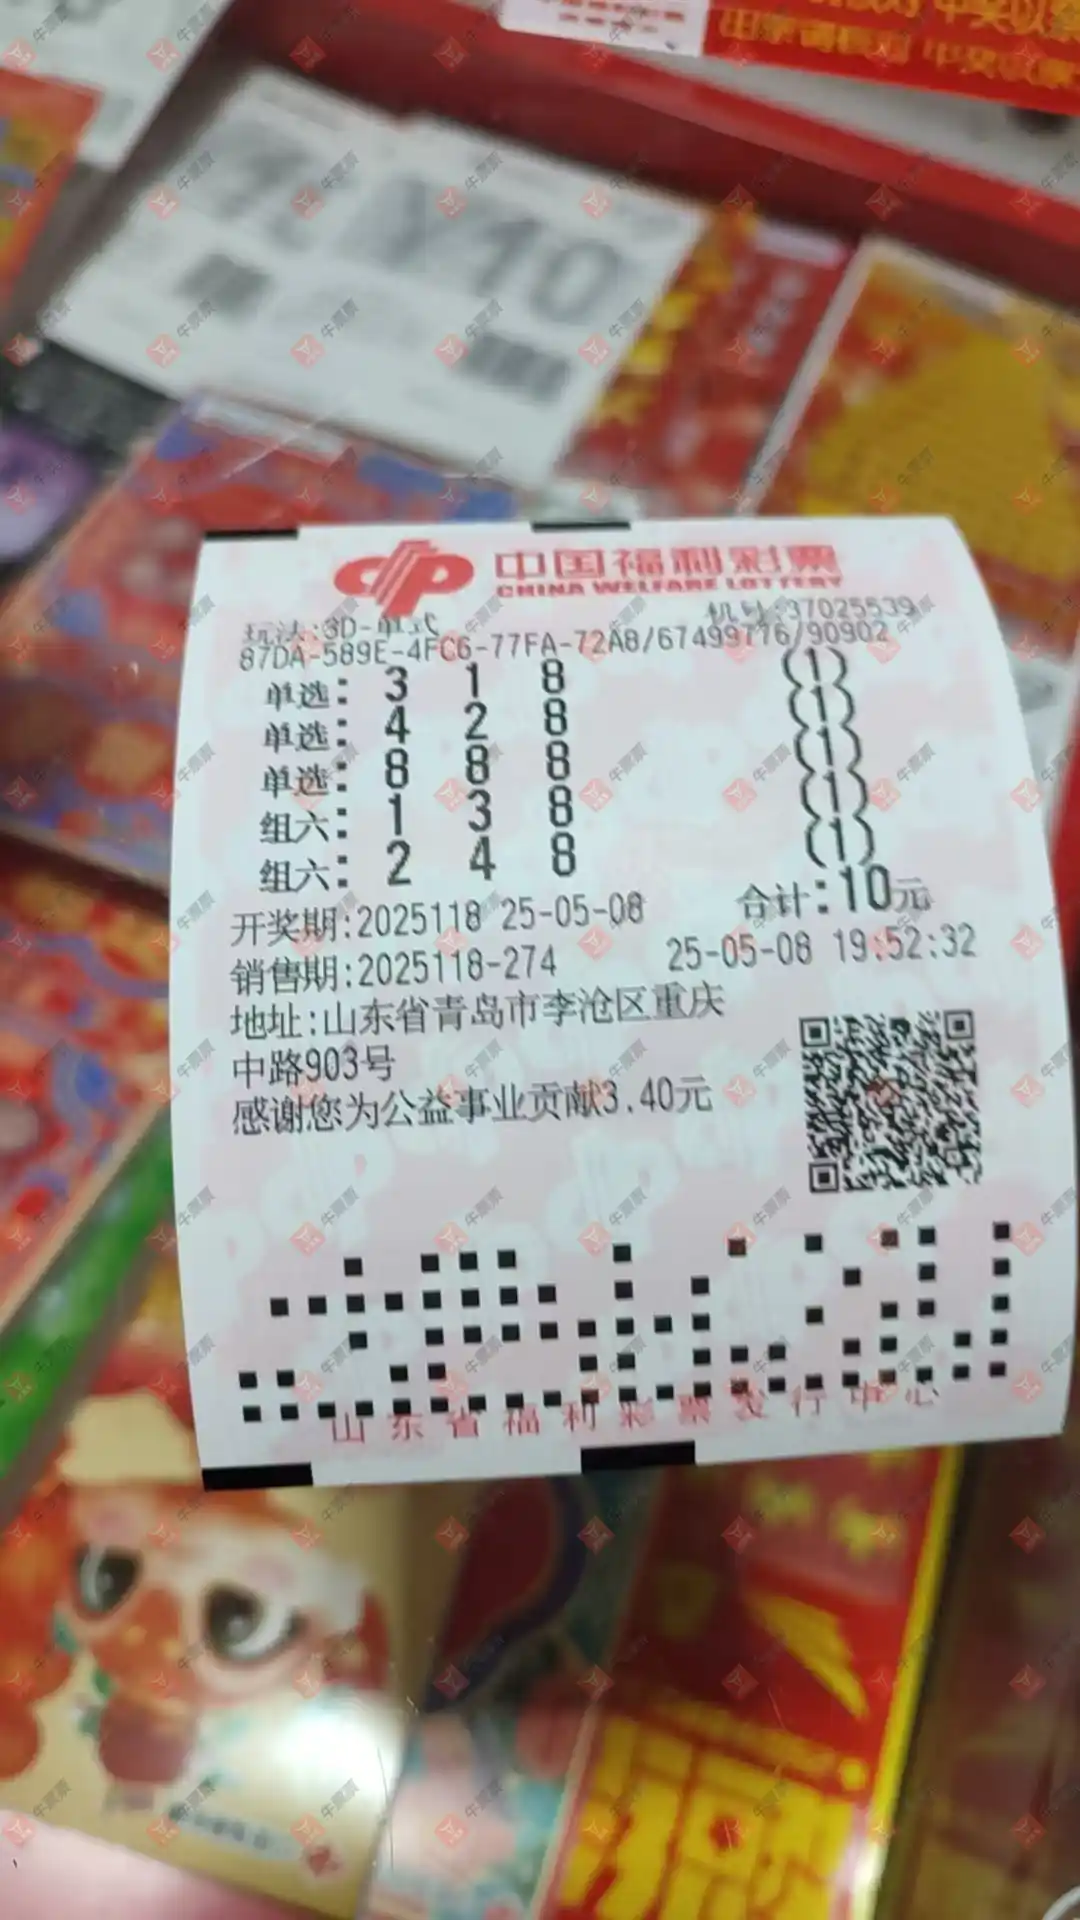 ¥10
中国福利彩票
CHINA WELFARE LOTTERY
玩法:3D-单式 机号:37025539
87DA-589E-4FC6-77FA-72A8/67499776/90902
单选: 3 1 8 (1)
单选: 4 2 8 (1)
单选: 8 8 8 (1)
组六: 1 3 8 (1)
组六: 2 4 8 (1)
合计:10元
开奖期:2025118 25-05-08
销售期:2025118-274 25-05-08 19:52:32
地址:山东省青岛市李沧区重庆
中路903号
感谢您为公益事业贡献3.40元
山东省福利彩票发行中心
牛票票